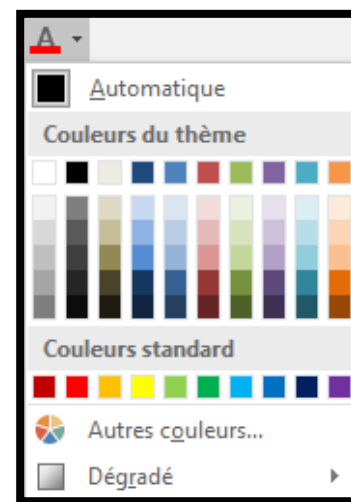 A
Automatique
Couleurs du thème
Couleurs standard
Autres couleurs...
Dégradé